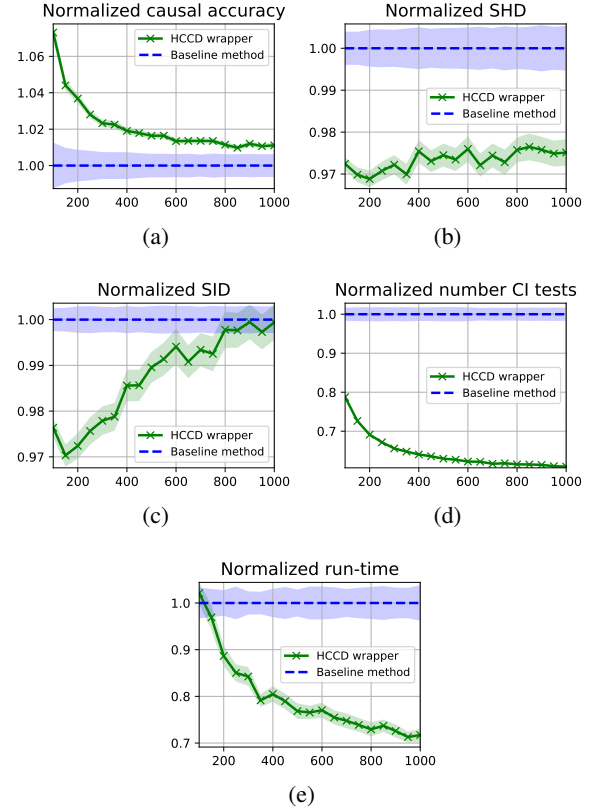 Normalized causal accuracy
1.06
1.04
1.02
1.00
HCCD wrapper
Baseline method
200 400 600 800 1000
(a)
Normalized SHD
1.00
0.99
0.98
0.97
HCCD wrapper
Baseline method
200 400 600 800 1000
(b)
Normalized SID
1.00
0.99
0.98
0.97
HCCD wrapper
Baseline method
200 400 600 800 1000
(c)
Normalized number CI tests
1.0
0.9
0.8
0.7
HCCD wrapper
Baseline method
200 400 600 800 1000
(d)
Normalized run-time
1.0
0.9
0.8
0.7
HCCD wrapper
Baseline method
200 400 600 800 1000
(e)